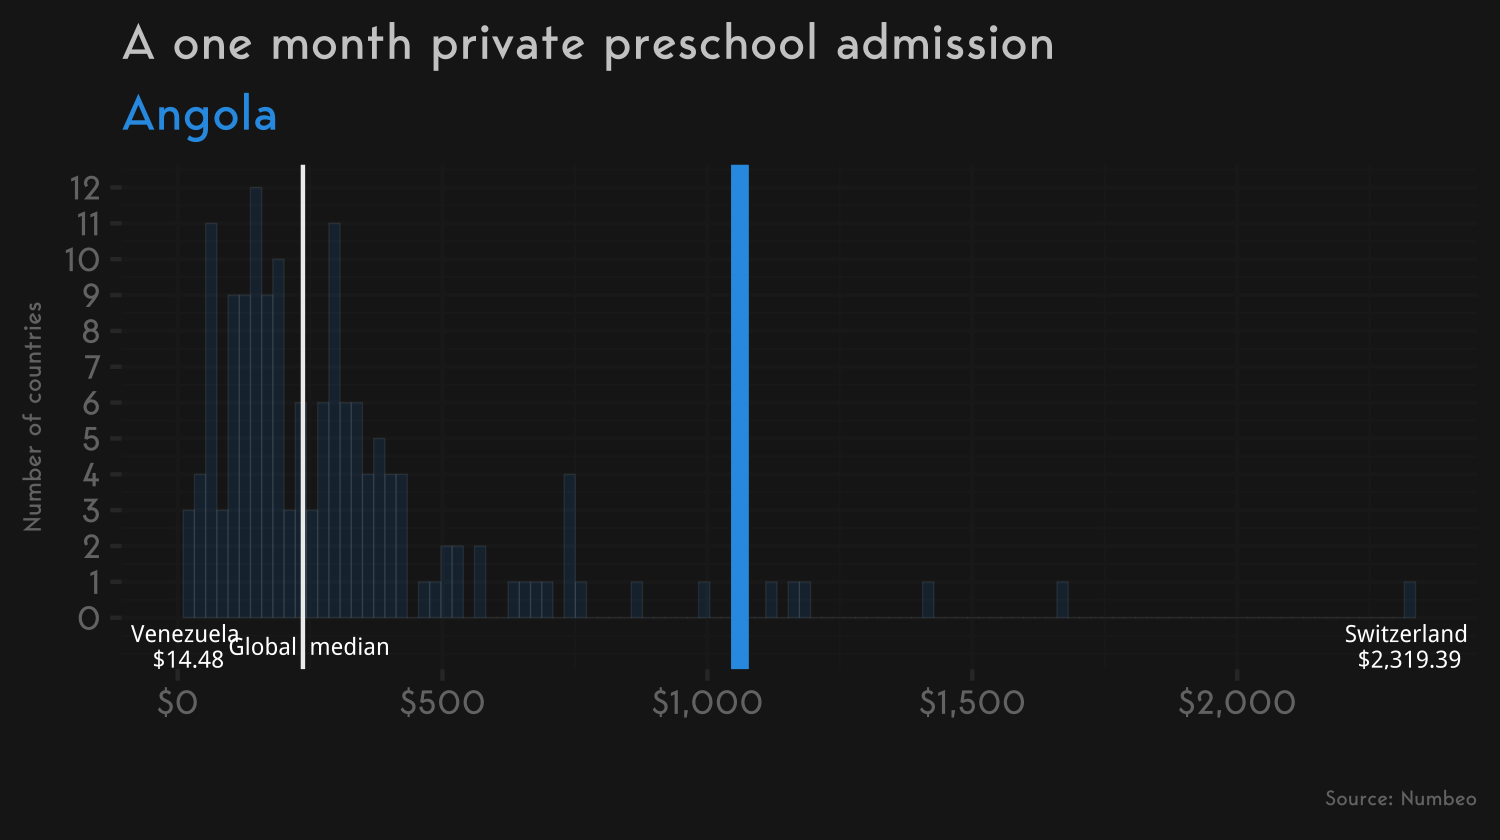 A one month private preschool admission
Angola
Number of countries
12
11
10
9
8
7
6
5
4
3
2
1
0
Venezuela
$14.48
Global median
Switzerland
$2,319.39
$0 $500 $1,000 $1,500 $2,000
Source: Numbeo